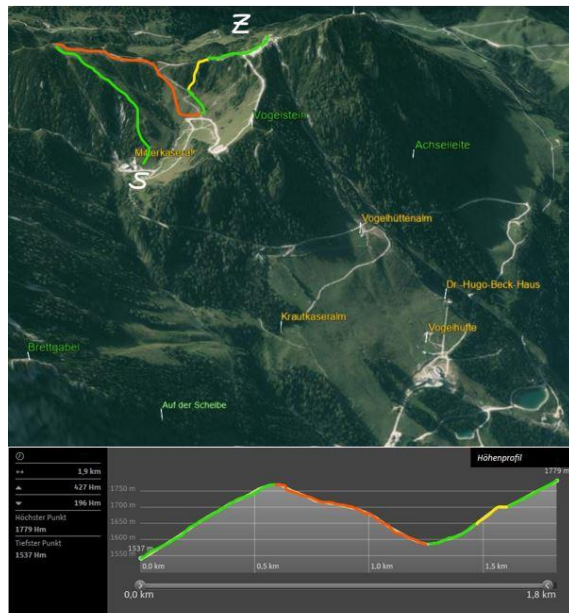 Z
Vogelstein
Mitterkaseralm
S
Achselleite
Vogelhüttenalm
Dr.-Hugo-Beck-Haus
Krautkaseralm
Vogelhütte
Brettgabel
Auf der Scheibe
Höhenprofil
1,9 km
427 Hm
196 Hm
Höchster Punkt
1779 Hm
Tiefster Punkt
1537 Hm
1779 m
1750 m
1700 m
1650 m
1600 m
1550 m
1537 m
0,0 km
0,5 km
1,0 km
1,5 km
0,0 km
1,8 km